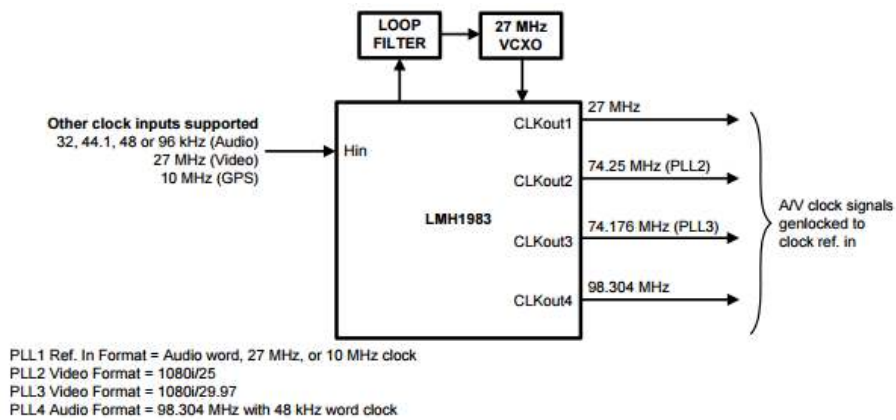 LOOP
FILTER
27 MHz
VCXO
Other clock inputs supported
32, 44.1, 48 or 96 kHz (Audio)
27 MHz (Video)
10 MHz (GPS)
Hin
LMH1983
CLKout1
27 MHz
CLKout2
74.25 MHz (PLL2)
CLKout3
74.176 MHz (PLL3)
CLKout4
98.304 MHz
A/V clock signals
genlocked to
clock ref. in
PLL1 Ref. In Format = Audio word, 27 MHz, or 10 MHz clock
PLL2 Video Format = 1080i/25
PLL3 Video Format = 1080i/29.97
PLL4 Audio Format = 98.304 MHz with 48 kHz word clock